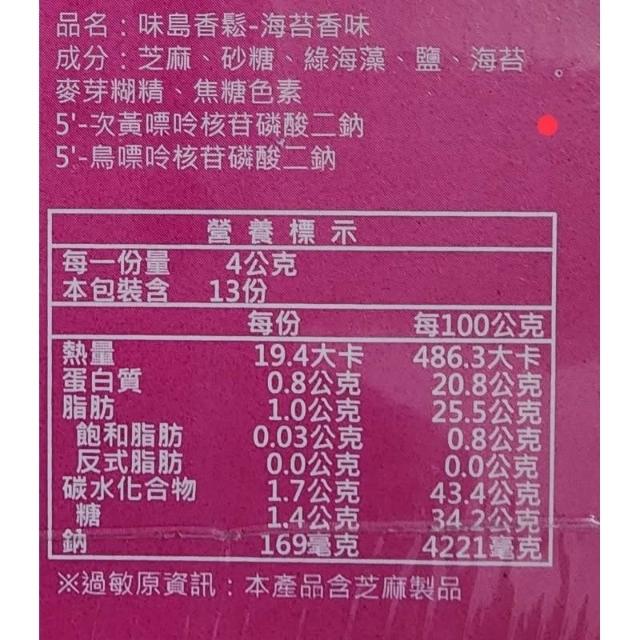 品名：味島香鬆-海苔香味
成分：芝麻、砂糖、綠海藻、鹽、海苔。
麥芽糊精、焦糖色素
5'-次黃嘌呤核苷磷酸二鈉
5'-鳥嘌呤核苷磷酸二鈉
營養標示
每一份量 4公克
本包裝含 13份
每份 每100公克
熱量 19.4大卡 486.3大卡
蛋白質 0.8公克 20.8公克
脂肪 1.0公克 25.5公克
飽和脂肪 0.03公克 0.8公克
反式脂肪 0.0公克 0.0公克
碳水化合物 1.7公克 43.4公克
糖 1.4公克 34.2公克
鈉 169毫克 4221毫克
※過敏原資訊：本產品含芝麻製品